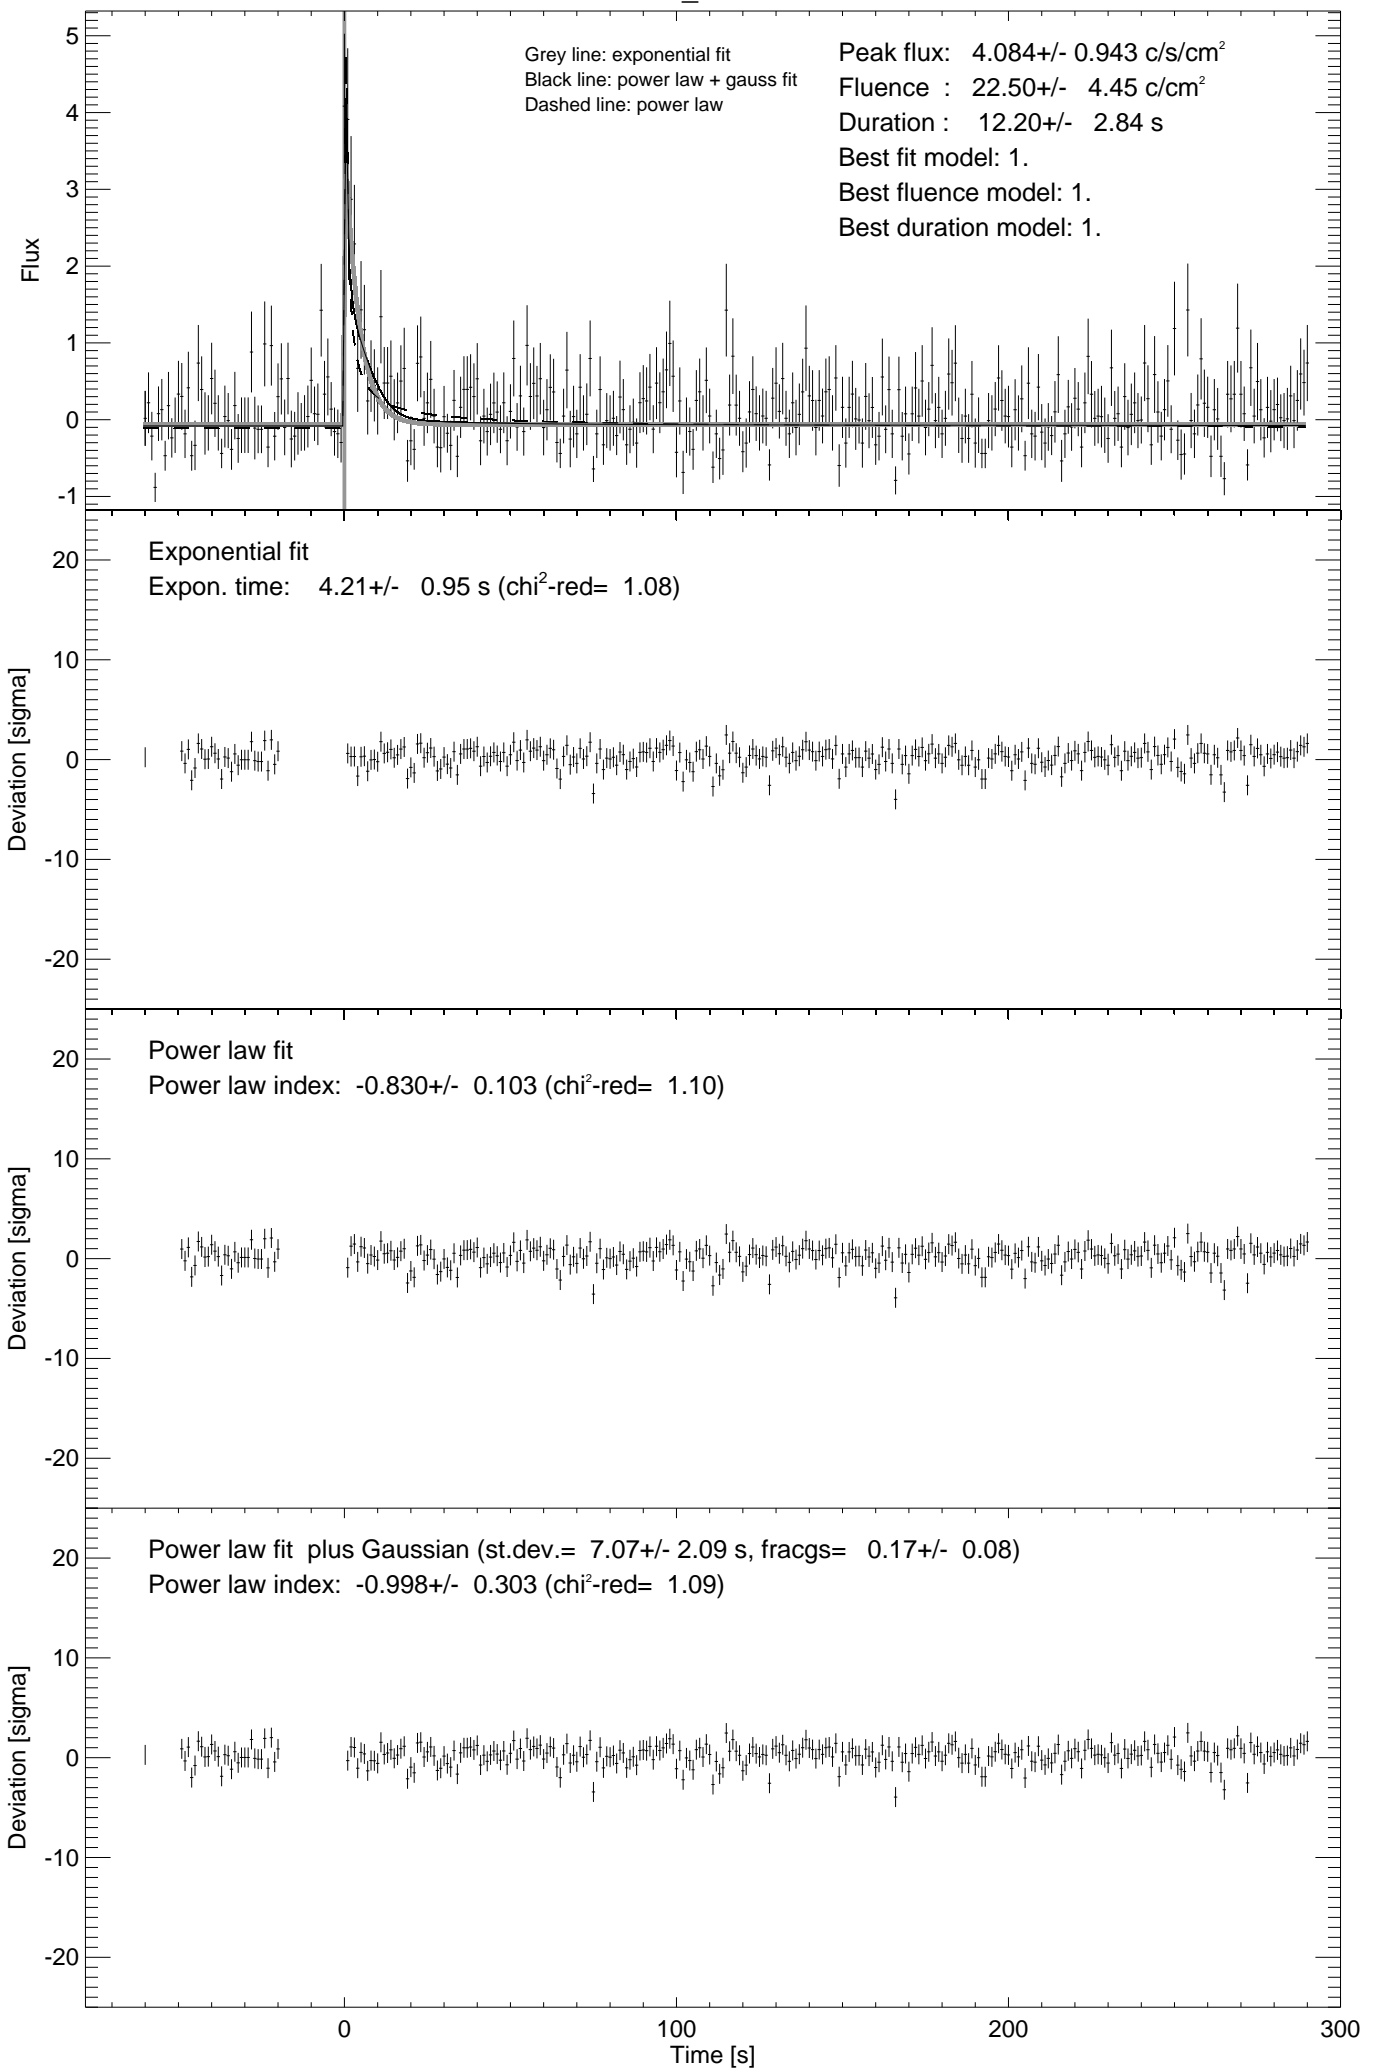 Grey line: exponential fit
Black line: power law + gauss fit
Dashed line: power law
Peak flux: 4.084+/- 0.943 c/s/cm²
Fluence : 22.50+/- 4.45 c/cm²
Duration : 12.20+/- 2.84 s
Best fit model: 1.
Best fluence model: 1.
Best duration model: 1.
5
4
3
2
1
0
-1
Flux
Exponential fit
Expon. time: 4.21+/- 0.95 s (chi²-red= 1.08)
20
10
0
-10
-20
Deviation [sigma]
Power law fit
Power law index: -0.830+/- 0.103 (chi²-red= 1.10)
20
10
0
-10
-20
Deviation [sigma]
Power law fit plus Gaussian (st.dev.= 7.07+/- 2.09 s, fracgs= 0.17+/- 0.08)
Power law index: -0.998+/- 0.303 (chi²-red= 1.09)
20
10
0
-10
-20
Deviation [sigma]
0 100 200 300
Time [s]